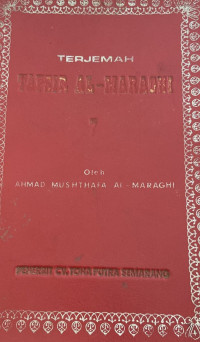 TERJEMAH
TAFSIR AL-MARAGHI
7
Oleh
AHMAD MUSHTHAFA AL-MARAGHI
PENERBIT CV. TOHA PUTRA SEMARANG